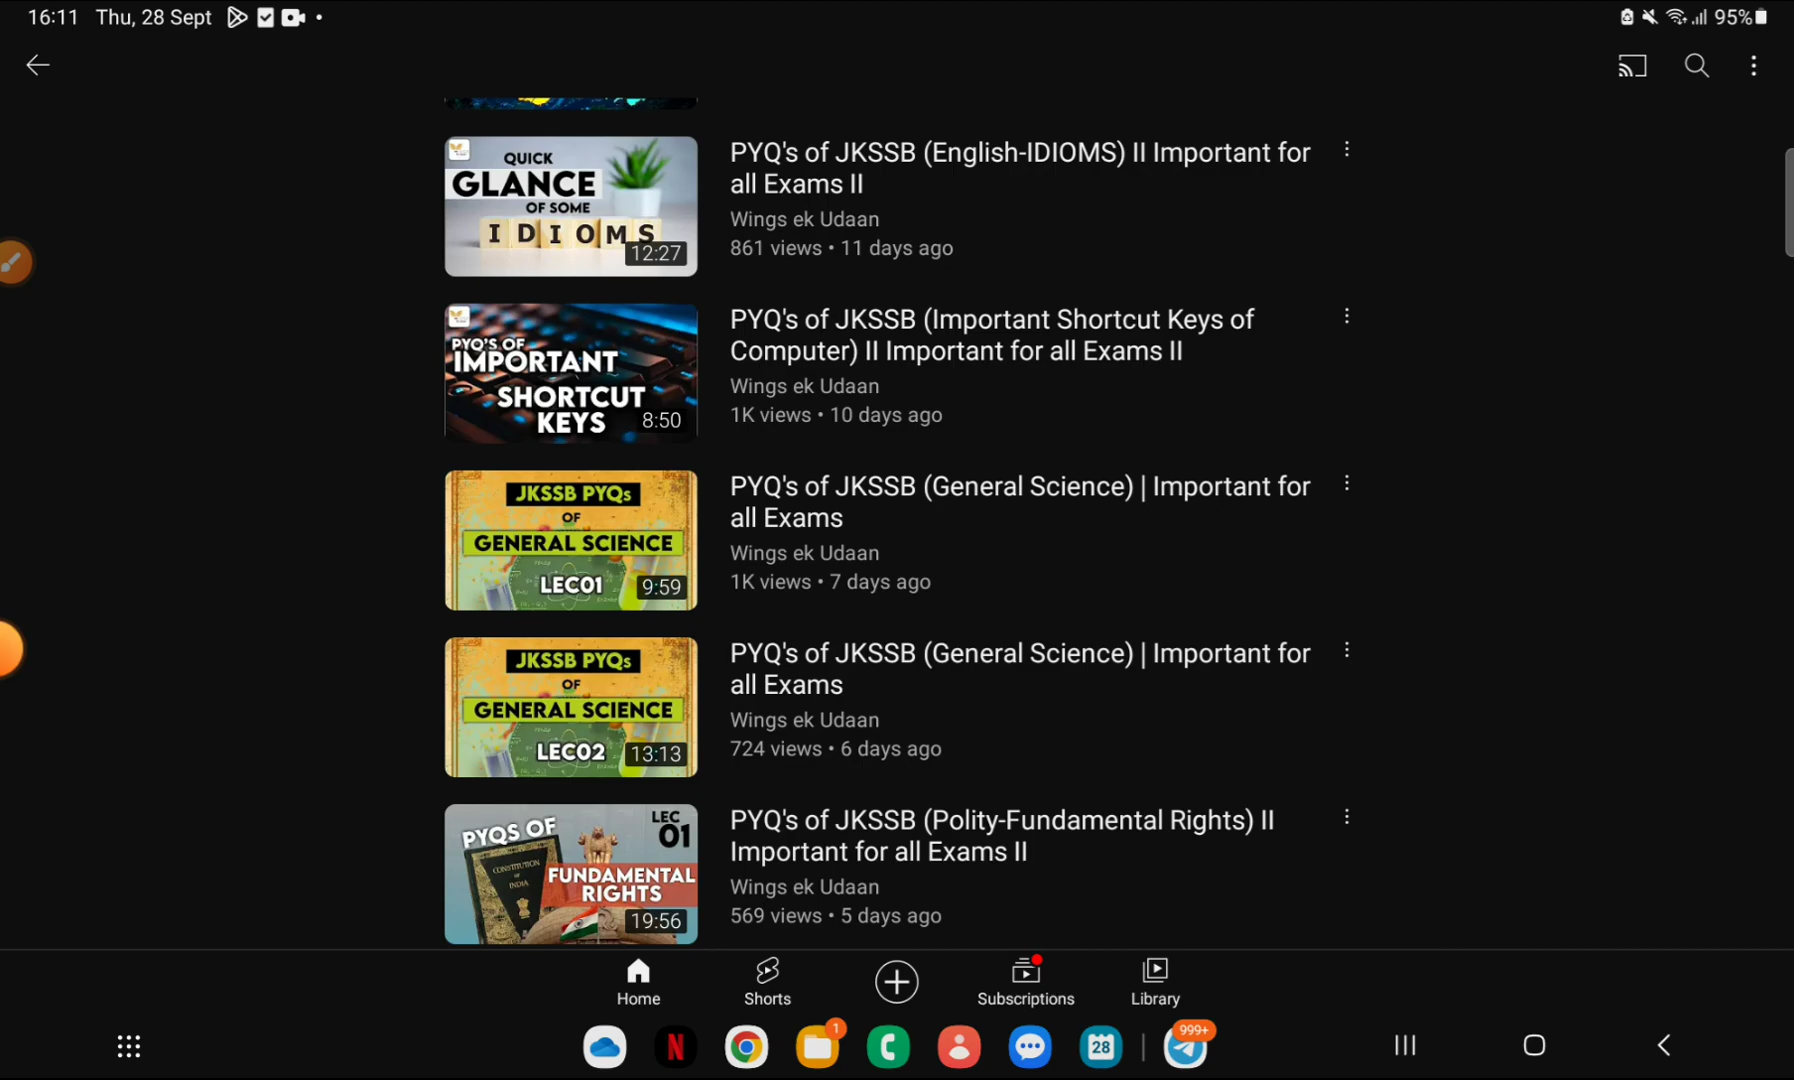 16:11 Thu, 28 Sept
95%
QUICK
GLANCE
OF SOME
IDIOMS
12:27
PYQ's of JKSSB (English-IDIOMS) II Important for
all Exams II
Wings ek Udaan
861 views • 11 days ago
PYQ'S OF
IMPORTANT
SHORTCUT
KEYS
8:50
PYQ's of JKSSB (Important Shortcut Keys of
Computer) II Important for all Exams II
Wings ek Udaan
1K views • 10 days ago
JKSSB PYQs
OF
GENERAL SCIENCE
LEC01
9:59
PYQ's of JKSSB (General Science) | Important for
all Exams
Wings ek Udaan
1K views • 7 days ago
JKSSB PYQs
OF
GENERAL SCIENCE
LEC02
13:13
PYQ's of JKSSB (General Science) | Important for
all Exams
Wings ek Udaan
724 views • 6 days ago
PYQS OF
LEC
01
CONSTITUTION
OF
INDIA
FUNDAMENTAL
RIGHTS
19:56
PYQ's of JKSSB (Polity-Fundamental Rights) II
Important for all Exams II
Wings ek Udaan
569 views • 5 days ago
Home
Shorts
Subscriptions
Library
N
1
28
999+